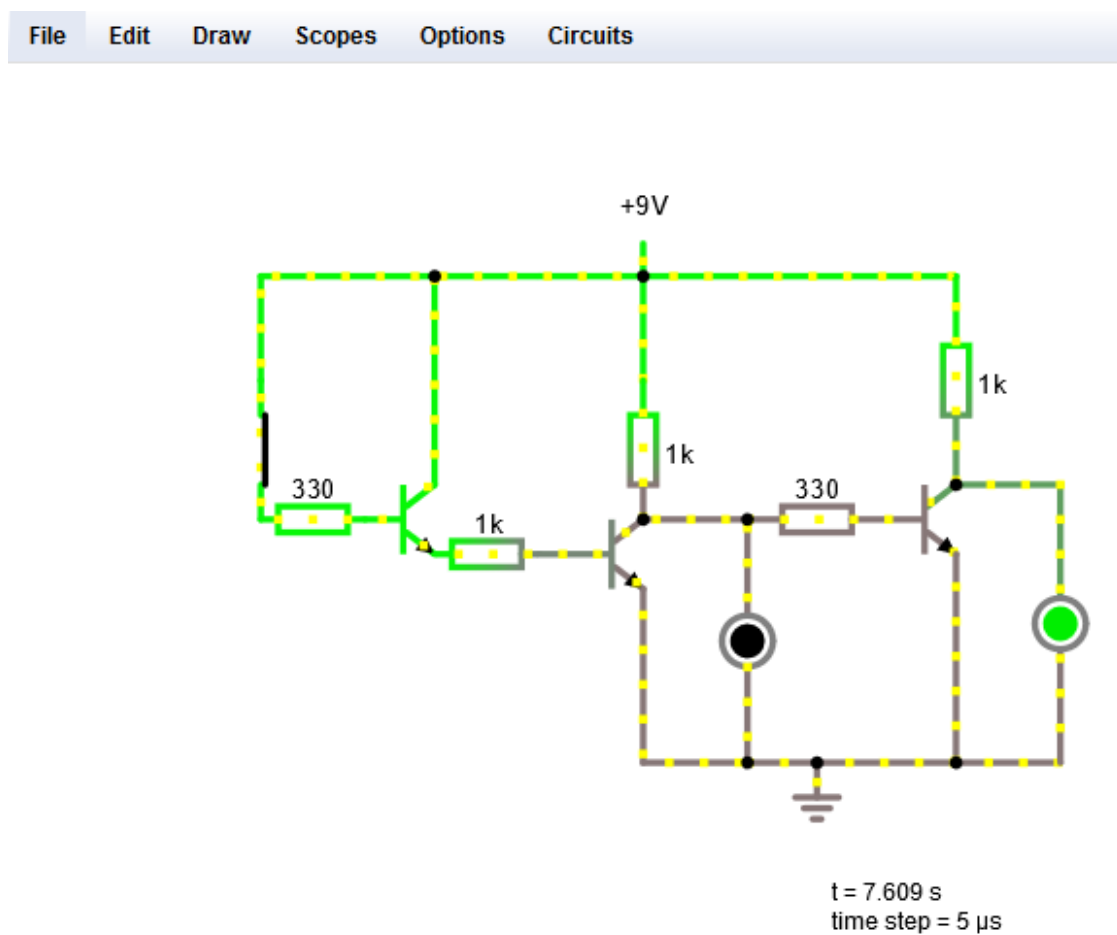 File Edit Draw Scopes Options Circuits
+9V
1k
1k
330
330
1k
t = 7.609 s
time step = 5 µs